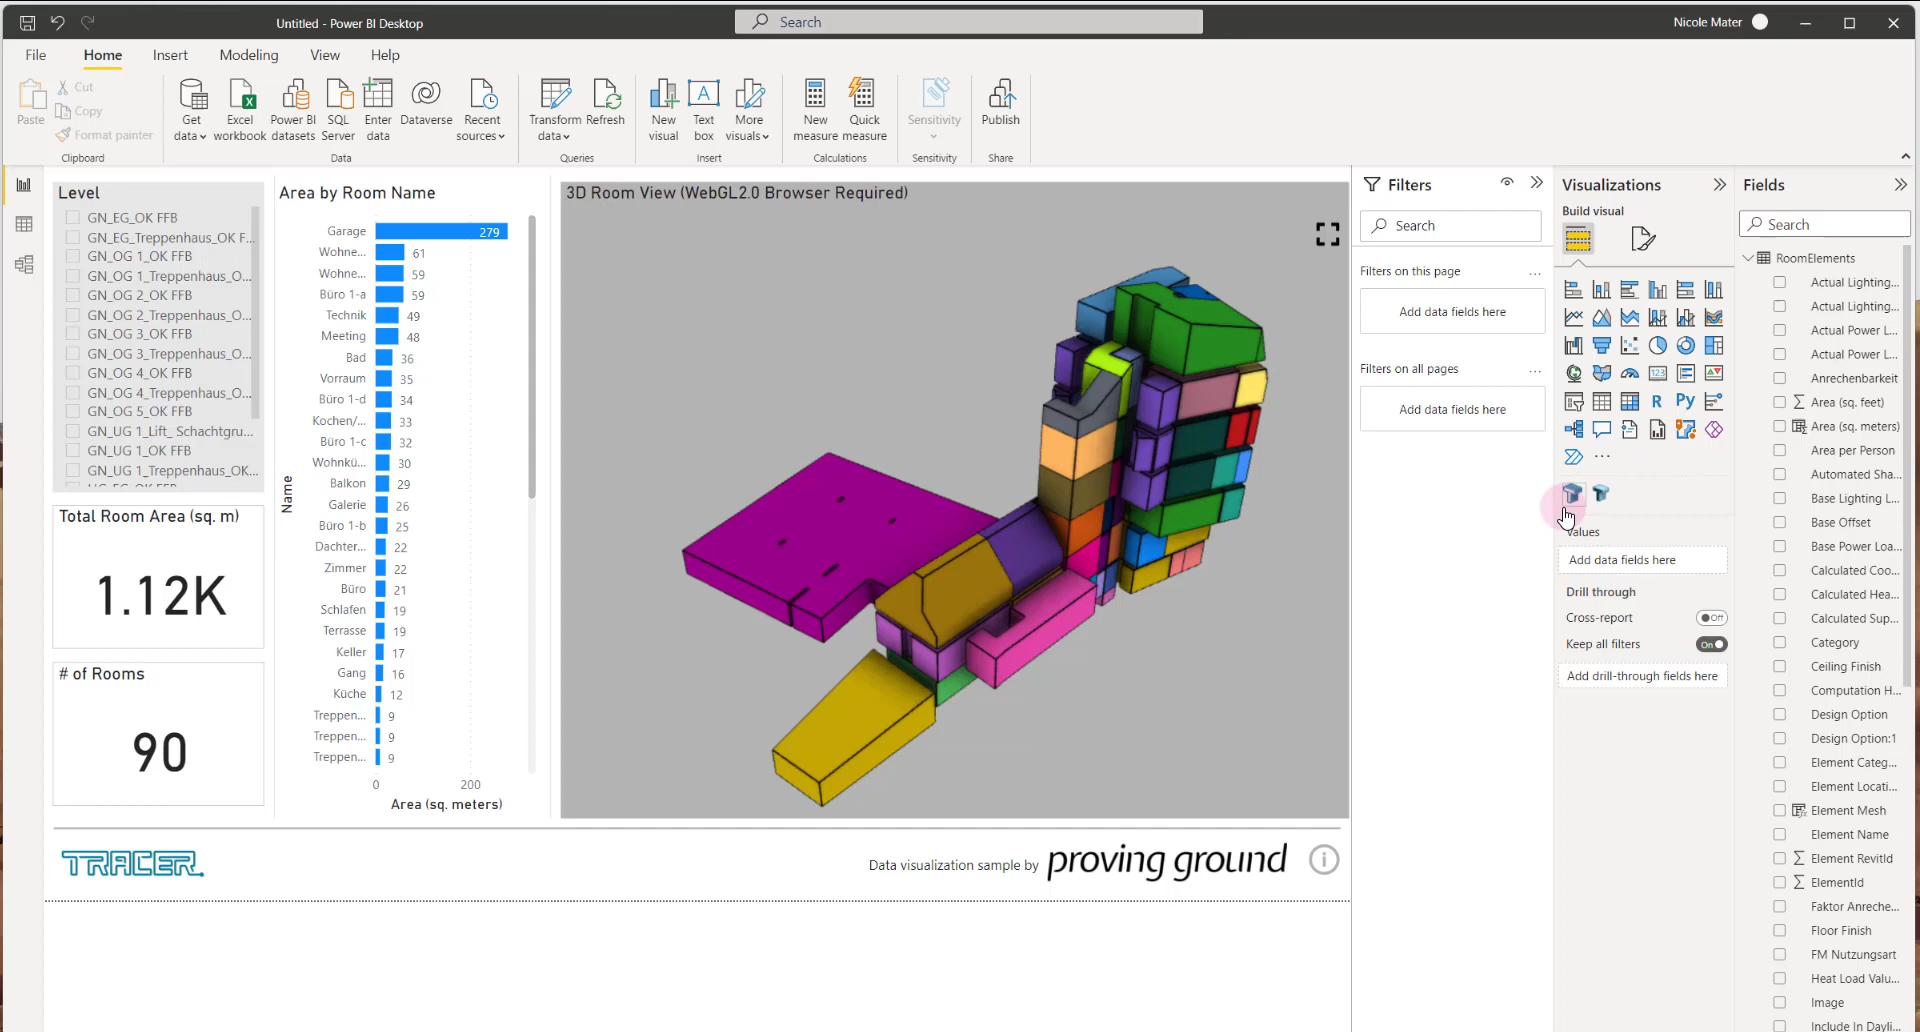 Untitled - Power BI Desktop
Search
Nicole Mater
File
Home
Insert
Modeling
View
Help
Paste
Cut
Copy
Format painter
Clipboard
Get data
Excel workbook
Power BI datasets
SQL Server
Enter data
Dataverse
Recent sources
Data
Transform data
Refresh
Queries
New visual
A
Text box
More visuals
Insert
New measure
Quick measure
Calculations
Sensitivity
Sensitivity
Publish
Share
Level
GN_EG_OK FFB
GN_EG_Treppenhaus_OK F...
GN_OG 1_OK FFB
GN_OG 1_Treppenhaus_O...
GN_OG 2_OK FFB
GN_OG 2_Treppenhaus_O...
GN_OG 3_OK FFB
GN_OG 3_Treppenhaus_O...
GN_OG 4_OK FFB
GN_OG 4_Treppenhaus_O...
GN_OG 5_OK FFB
GN_UG 1_Lift_ Schachtgru...
GN_UG 1_OK FFB
GN_UG 1_Treppenhaus_OK...
Total Room Area (sq. m)
1.12K
# of Rooms
90
Area by Room Name
Name
Garage 279
Wohne... 61
Wohne... 59
Büro 1-a 59
Technik 49
Meeting 48
Bad 36
Vorraum 35
Büro 1-d 34
Kochen/... 33
Büro 1-c 32
Wohnkü... 30
Balkon 29
Galerie 26
Büro 1-b 25
Dachter... 22
Zimmer 22
Büro 21
Schlafen 19
Terrasse 19
Keller 17
Gang 16
Küche 12
Treppen... 9
Treppen... 9
Treppen... 9
0 200
Area (sq. meters)
3D Room View (WebGL2.0 Browser Required)
TRACER
Data visualization sample by proving ground
Filters
Search
Filters on this page ...
Add data fields here
Filters on all pages ...
Add data fields here
Visualizations
Build visual
123
R
Py
...
Values
Add data fields here
Drill through
Cross-report Off
Keep all filters On
Add drill-through fields here
Fields
Search
RoomElements
Actual Lighting...
Actual Lighting...
Actual Power L...
Actual Power L...
Anrechenbarkeit
Area (sq. feet)
Area (sq. meters)
Area per Person
Automated Sha...
Base Lighting L...
Base Offset
Base Power Loa...
Calculated Coo...
Calculated Hea...
Calculated Sup...
Category
Ceiling Finish
Computation H...
Design Option
Design Option:1
Element Categ...
Element Locati...
Element Mesh
Element Name
Element RevitId
ElementId
Faktor Anreche...
Floor Finish
FM Nutzungsart
Heat Load Valu...
Image
Include In Dayli...